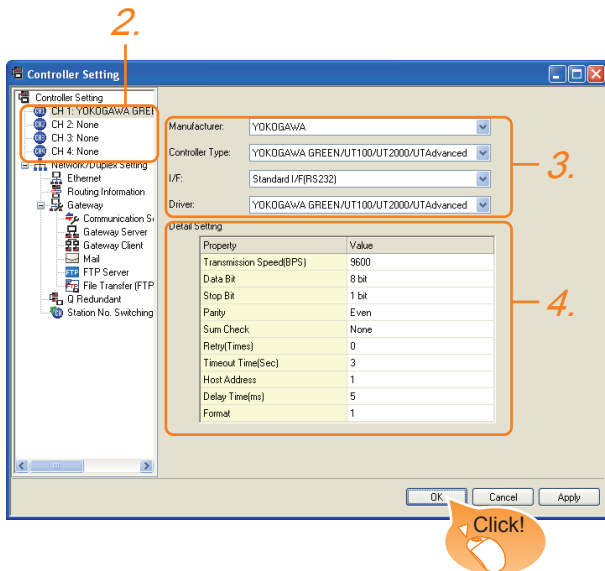 2.
Controller Setting
Controller Setting
CH 1: YOKOGAWA GREE
CH 2: None
CH 3: None
CH 4: None
Network/Duplex Setting
Ethernet
Routing Information
Gateway
Communication S
Gateway Server
Gateway Client
Mail
FTP Server
File Transfer (FTP
Q Redundant
Station No. Switching
Manufacturer: YOKOGAWA
Controller Type: YOKOGAWA GREEN/UT100/UT2000/UTAdvanced
I/F: Standard I/F(RS232)
Driver: YOKOGAWA GREEN/UT100/UT2000/UTAdvanced
3.
Detail Setting
Property Value
Transmission Speed(BPS) 9600
Data Bit 8 bit
Stop Bit 1 bit
Parity Even
Sum Check None
Retry(Times) 0
Timeout Time(Sec) 3
Host Address 1
Delay Time(ms) 5
Format 1
4.
OK Cancel Apply
Click!